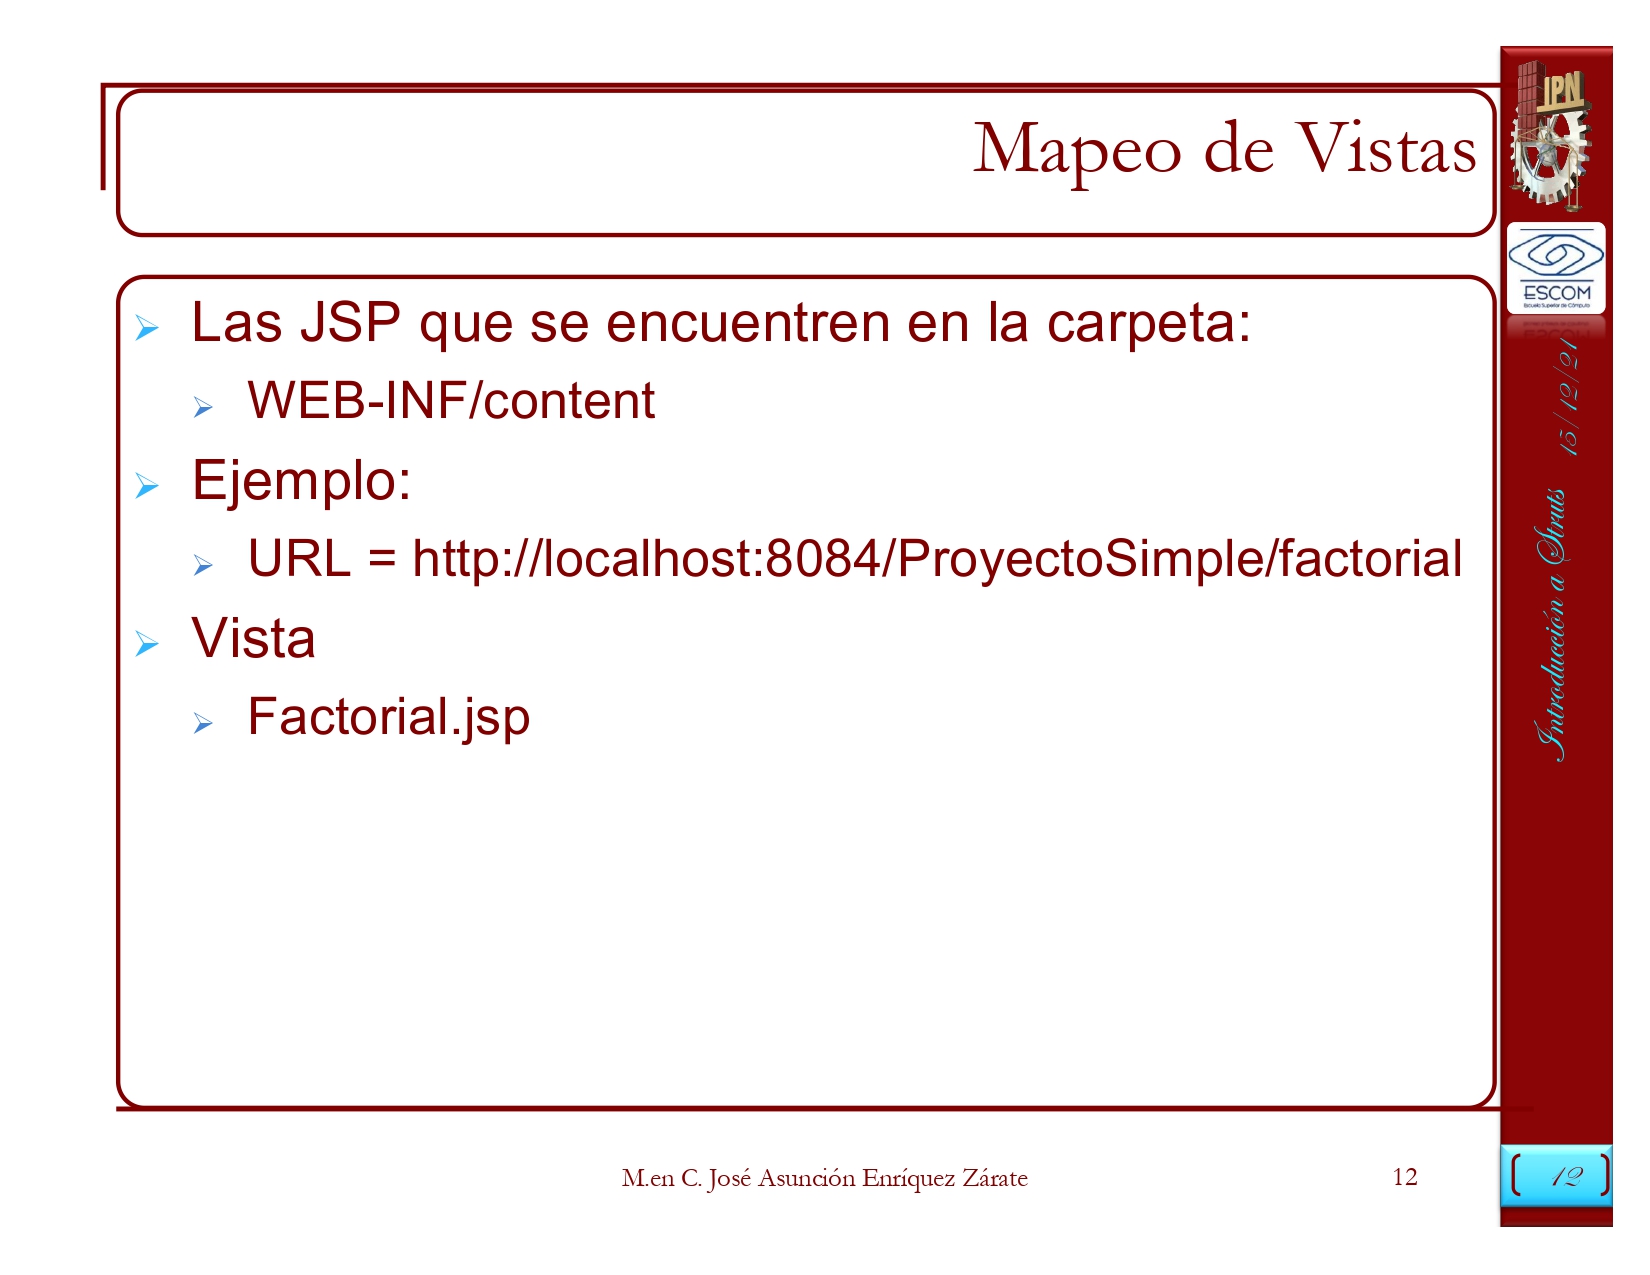 Mapeo de Vistas
IPN
ESCOM
Escuela Superior de Cómputo
Las JSP que se encuentren en la carpeta:
WEB-INF/content
Ejemplo:
URL = http://localhost:8084/ProyectoSimple/factorial
Vista
Factorial.jsp
Introducción a Struts
15/12/21
M.en C. José Asunción Enríquez Zárate
12
12